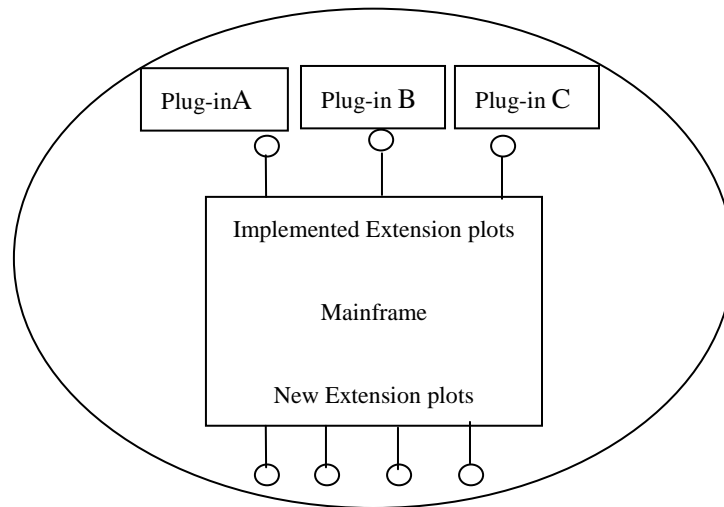 Plug-inA
Plug-in B
Plug-in C
Implemented Extension plots
Mainframe
New Extension plots